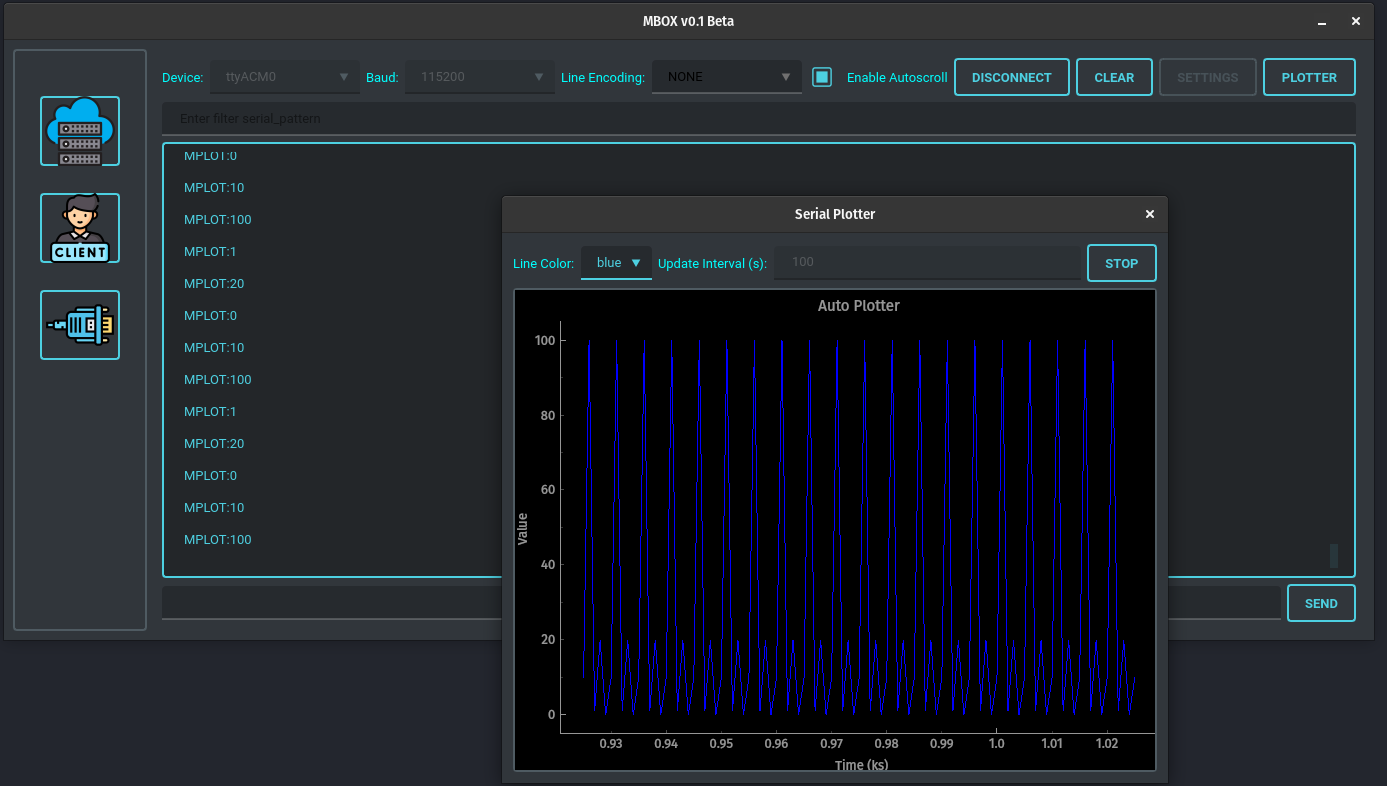 MBOX v0.1 Beta
Device: ttyACM0 Baud: 115200 Line Encoding: NONE Enable Autoscroll DISCONNECT CLEAR SETTINGS PLOTTER
Enter filter serial_pattern
CLIENT
MPLOT:0
MPLOT:10
MPLOT:100
MPLOT:1
MPLOT:20
MPLOT:0
MPLOT:10
MPLOT:100
MPLOT:1
MPLOT:20
MPLOT:0
MPLOT:10
MPLOT:100
SEND
Serial Plotter
Line Color: blue Update Interval (s): 100 STOP
Auto Plotter
100
80
60
40
20
0
Value
0.93 0.94 0.95 0.96 0.97 0.98 0.99 1.0 1.01 1.02
Time (ks)